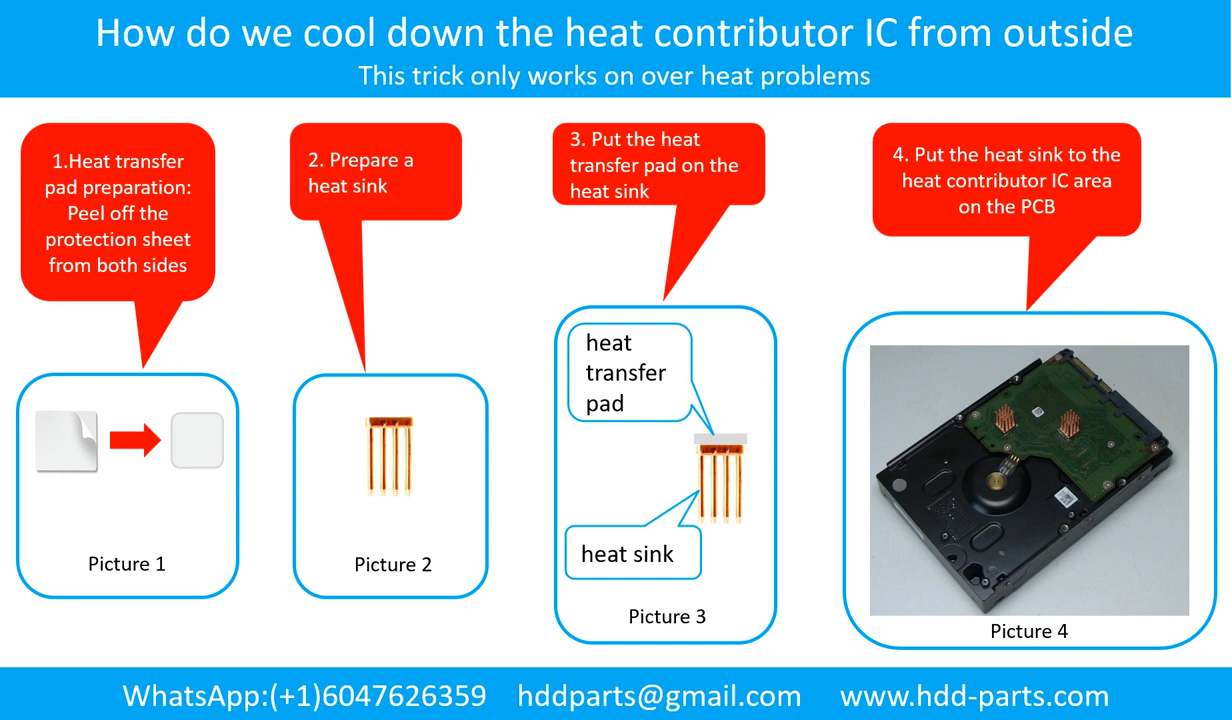 How do we cool down the heat contributor IC from outside
This trick only works on over heat problems
1.Heat transfer
pad preparation:
Peel off the
protection sheet
from both sides
2. Prepare a
heat sink
3. Put the heat
transfer pad on the
heat sink
4. Put the heat sink to the
heat contributor IC area
on the PCB
Picture 1
Picture 2
heat
transfer
pad
heat sink
Picture 3
Picture 4
WhatsApp:(+1)6047626359 hddparts@gmail.com www.hdd-parts.com